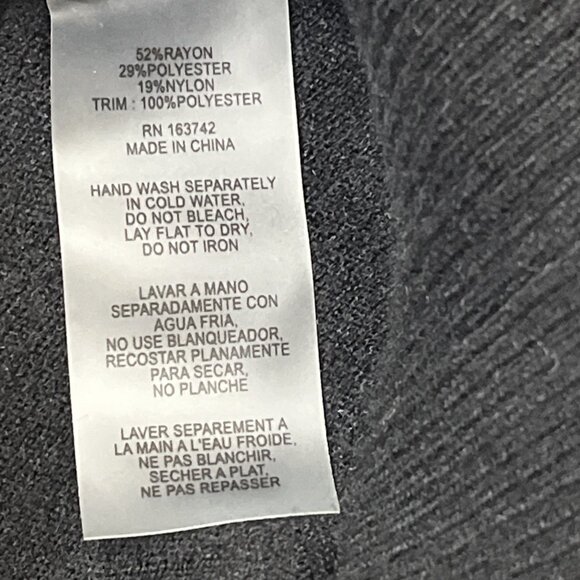 52%RAYON
29%POLYESTER
19%NYLON
TRIM : 100%POLYESTER
RN 163742
MADE IN CHINA
HAND WASH SEPARATELY
IN COLD WATER,
DO NOT BLEACH,
LAY FLAT TO DRY,
DO NOT IRON
LAVAR A MANO
SEPARADAMENTE CON
AGUA FRIA,
NO USE BLANQUEADOR,
RECOSTAR PLANAMENTE
PARA SECAR,
NO PLANCHE
LAVER SEPAREMENT A
LA MAIN A L'EAU FROIDE,
NE PAS BLANCHIR,
SECHER A PLAT,
NE PAS REPASSER